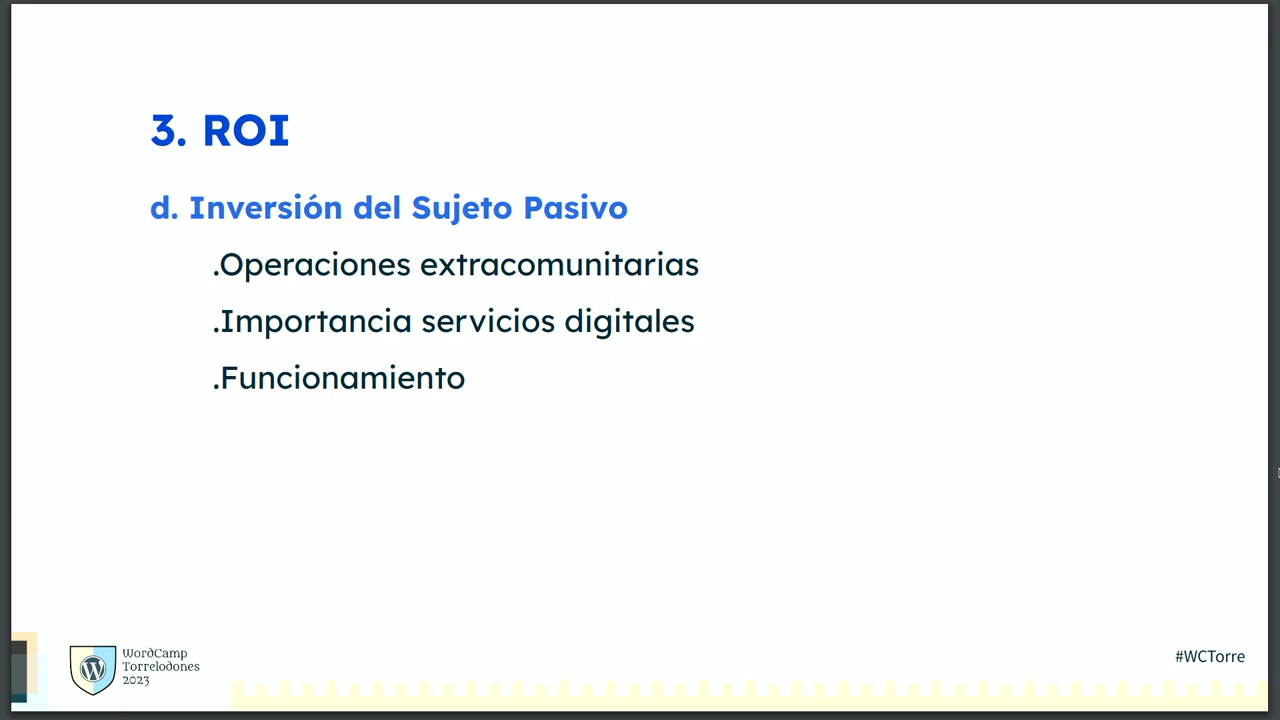 3. ROI
d. Inversión del Sujeto Pasivo
.Operaciones extracomunitarias
.Importancia servicios digitales
.Funcionamiento
WordCamp
Torrelodones
2023
#WCTorre